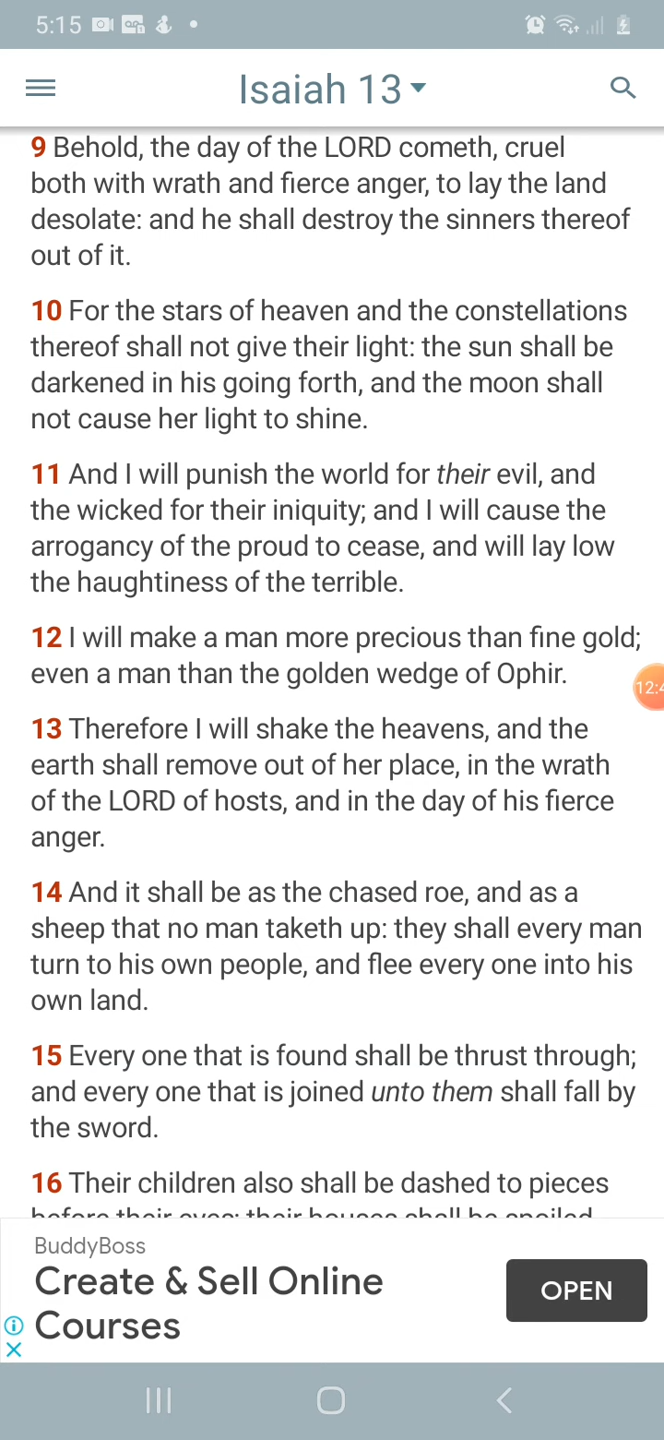 5:15
Isaiah 13
9 Behold, the day of the LORD cometh, cruel
both with wrath and fierce anger, to lay the land
desolate: and he shall destroy the sinners thereof
out of it.
10 For the stars of heaven and the constellations
thereof shall not give their light: the sun shall be
darkened in his going forth, and the moon shall
not cause her light to shine.
11 And I will punish the world for their evil, and
the wicked for their iniquity; and I will cause the
arrogancy of the proud to cease, and will lay low
the haughtiness of the terrible.
12 I will make a man more precious than fine gold;
even a man than the golden wedge of Ophir.
12:4
13 Therefore I will shake the heavens, and the
earth shall remove out of her place, in the wrath
of the LORD of hosts, and in the day of his fierce
anger.
14 And it shall be as the chased roe, and as a
sheep that no man taketh up: they shall every man
turn to his own people, and flee every one into his
own land.
15 Every one that is found shall be thrust through;
and every one that is joined unto them shall fall by
the sword.
16 Their children also shall be dashed to pieces
before their eyes; their houses shall be spoiled
BuddyBoss
Create & Sell Online
Courses
OPEN